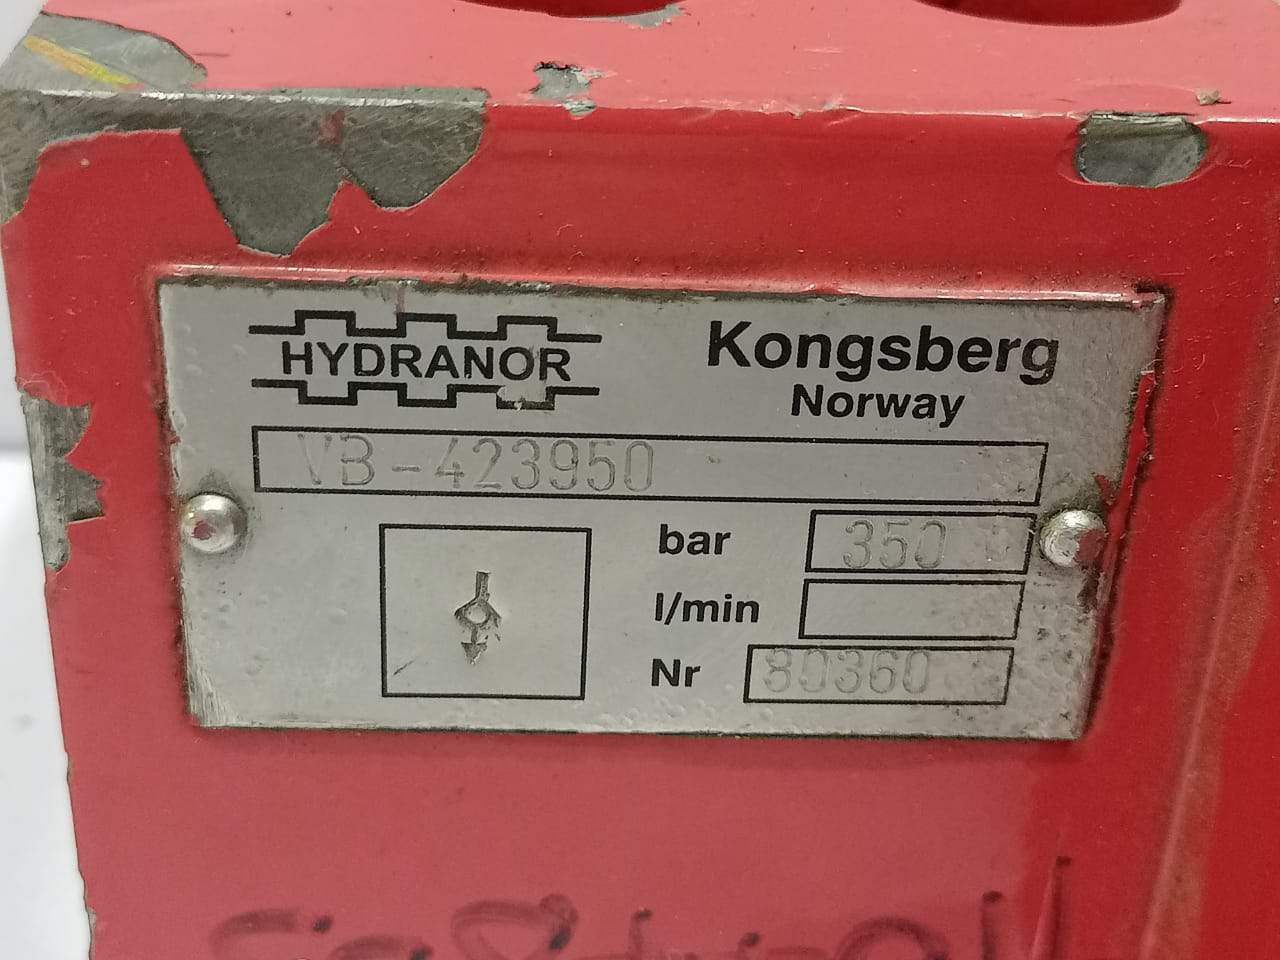 HYDRANOR
Kongsberg
Norway
VB-423950
bar 350
l/min
Nr 80360